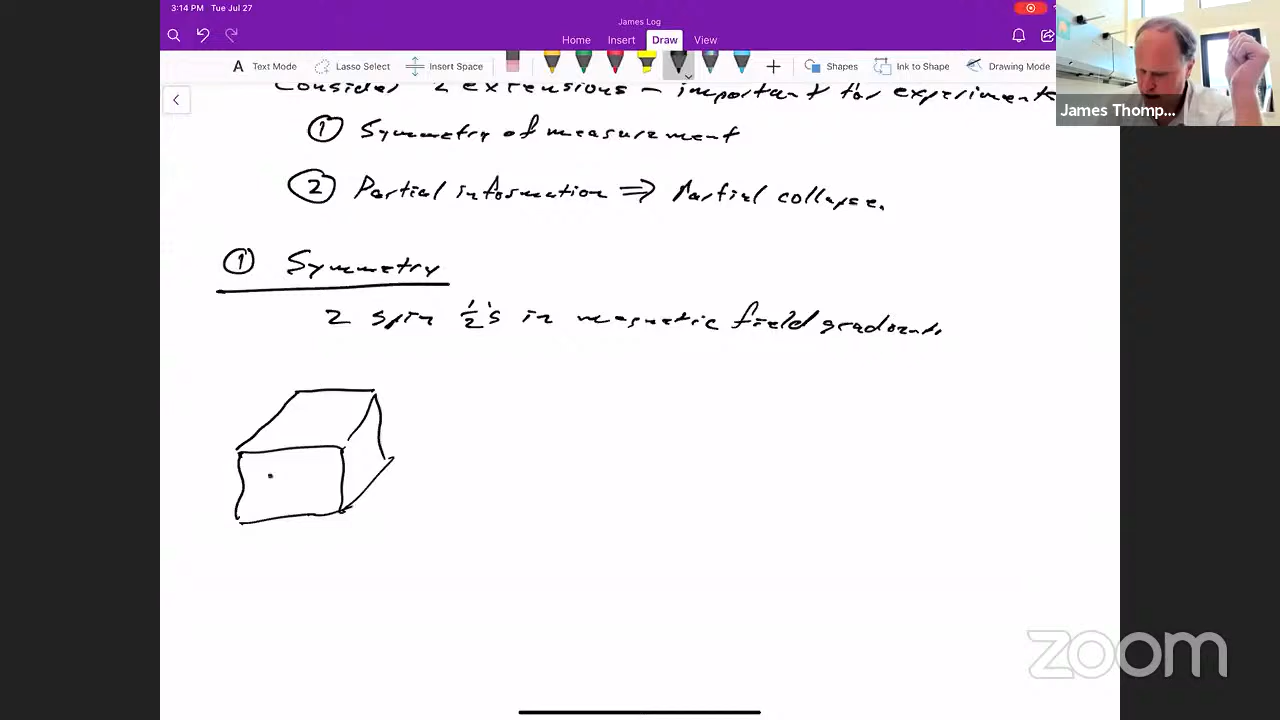 3:14 PM Tue Jul 27
James Log
Home Insert Draw View
Text Mode Lasso Select Insert Space Shapes Ink to Shape Drawing Mode
James Thomp...
Consider 2 extensions - important for experiments
① Symmetry of measurement
② Partial information ⇒ Partial collapse.
① Symmetry
2 spin 1/2's in magnetic field gradient.
zoom